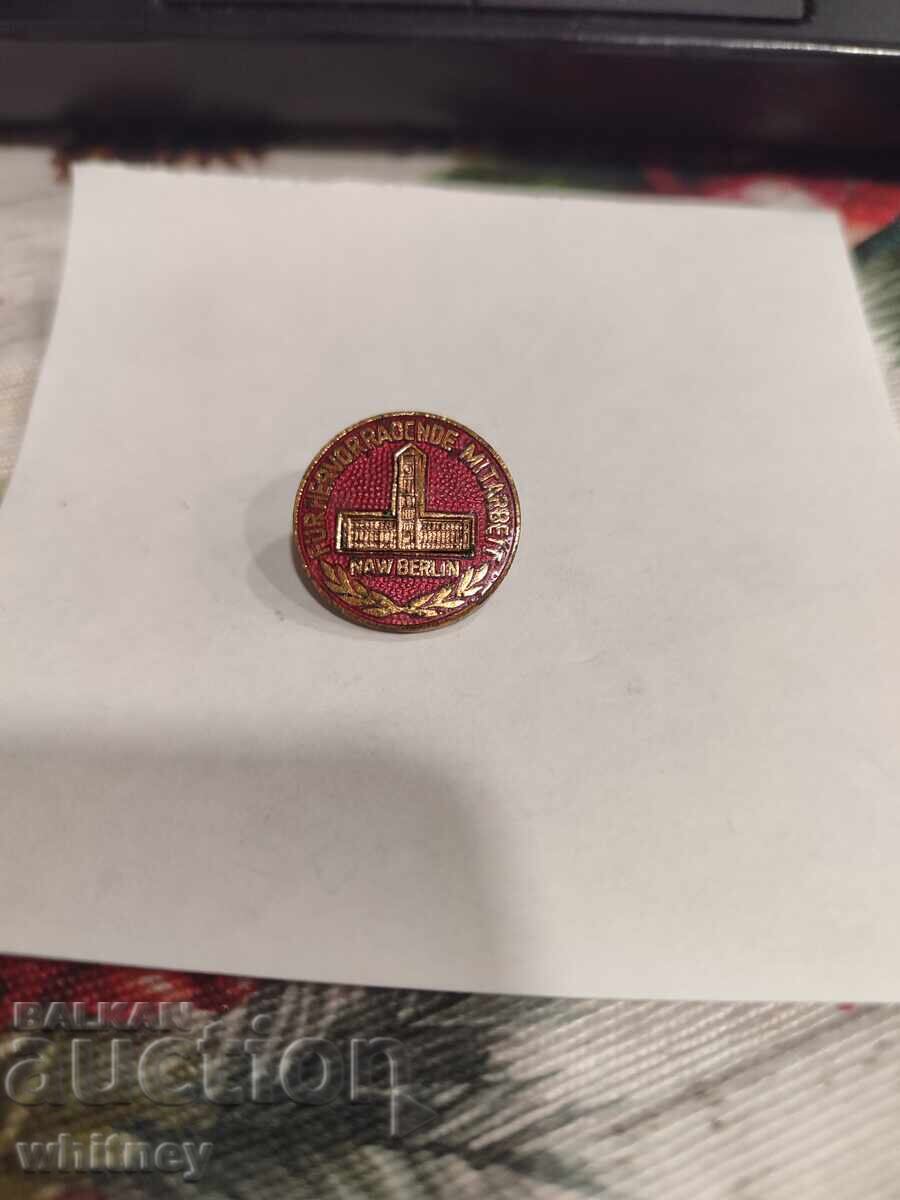 FÜR HERVORRAGENDE MITARBEIT
NAW BERLIN
BALKAN
auction
whitney